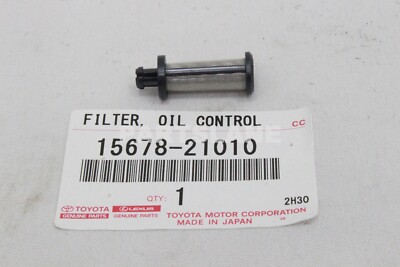 FILTER, OIL CONTROL CC
15678-21010
QTY: 1 2H30
TOYOTA LEXUS TOYOTA MOTOR CORPORATION
GENUINE PARTS GENUINE PARTS MADE IN JAPAN